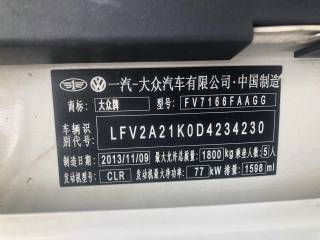 一汽-大众汽车有限公司·中国制造
商标: 大众牌 型号: FV7166FAAGG
车辆识别代号: LFV2A21K0D4234230
制造日期: 2013/11/09 最大允许总质量: 1800 kg 乘座人数: 5人
发动机型号: CLR 发动机最大净功率: 77 kW 排量: 1598 ml